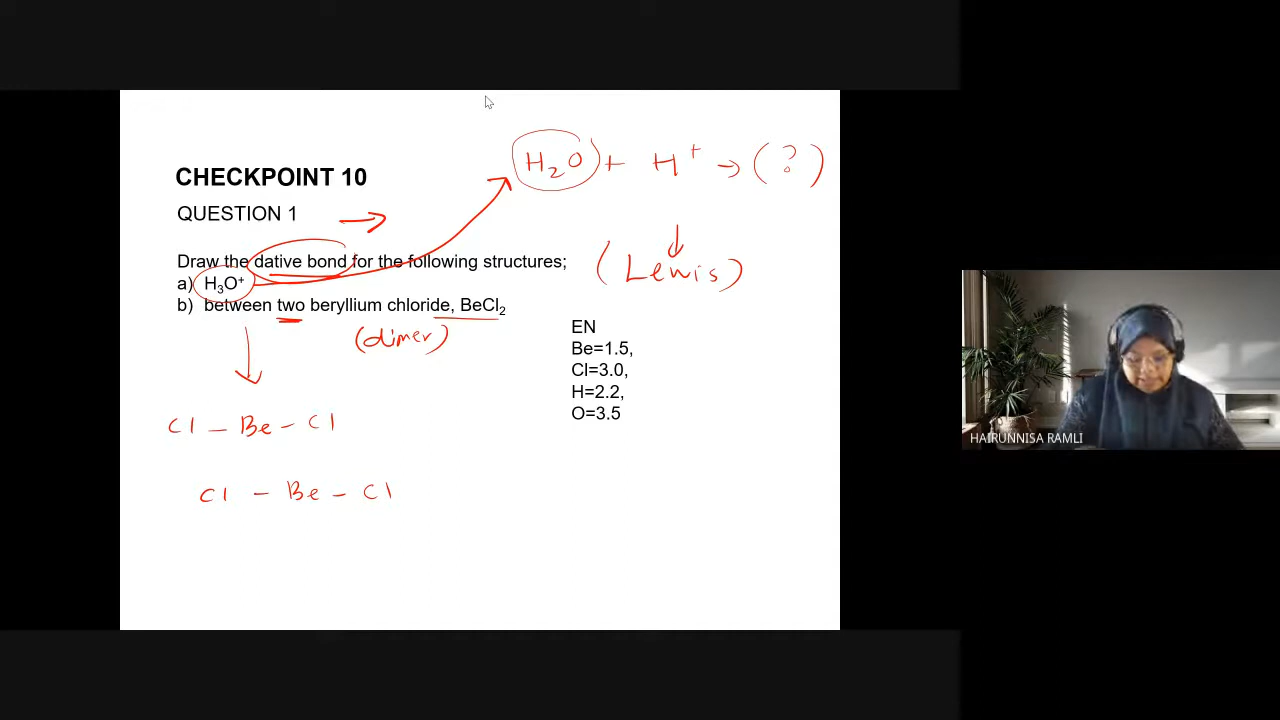 H2O + H+ → (?)
CHECKPOINT 10
QUESTION 1 →
Draw the dative bond for the following structures;
(Lewis)
a) H₃O⁺
b) between two beryllium chloride, BeCl₂
(dimer)
EN
Be=1.5,
Cl=3.0,
H=2.2,
O=3.5
Cl – Be – Cl
Cl – Be – Cl
HAIRUNNISA RAMLI